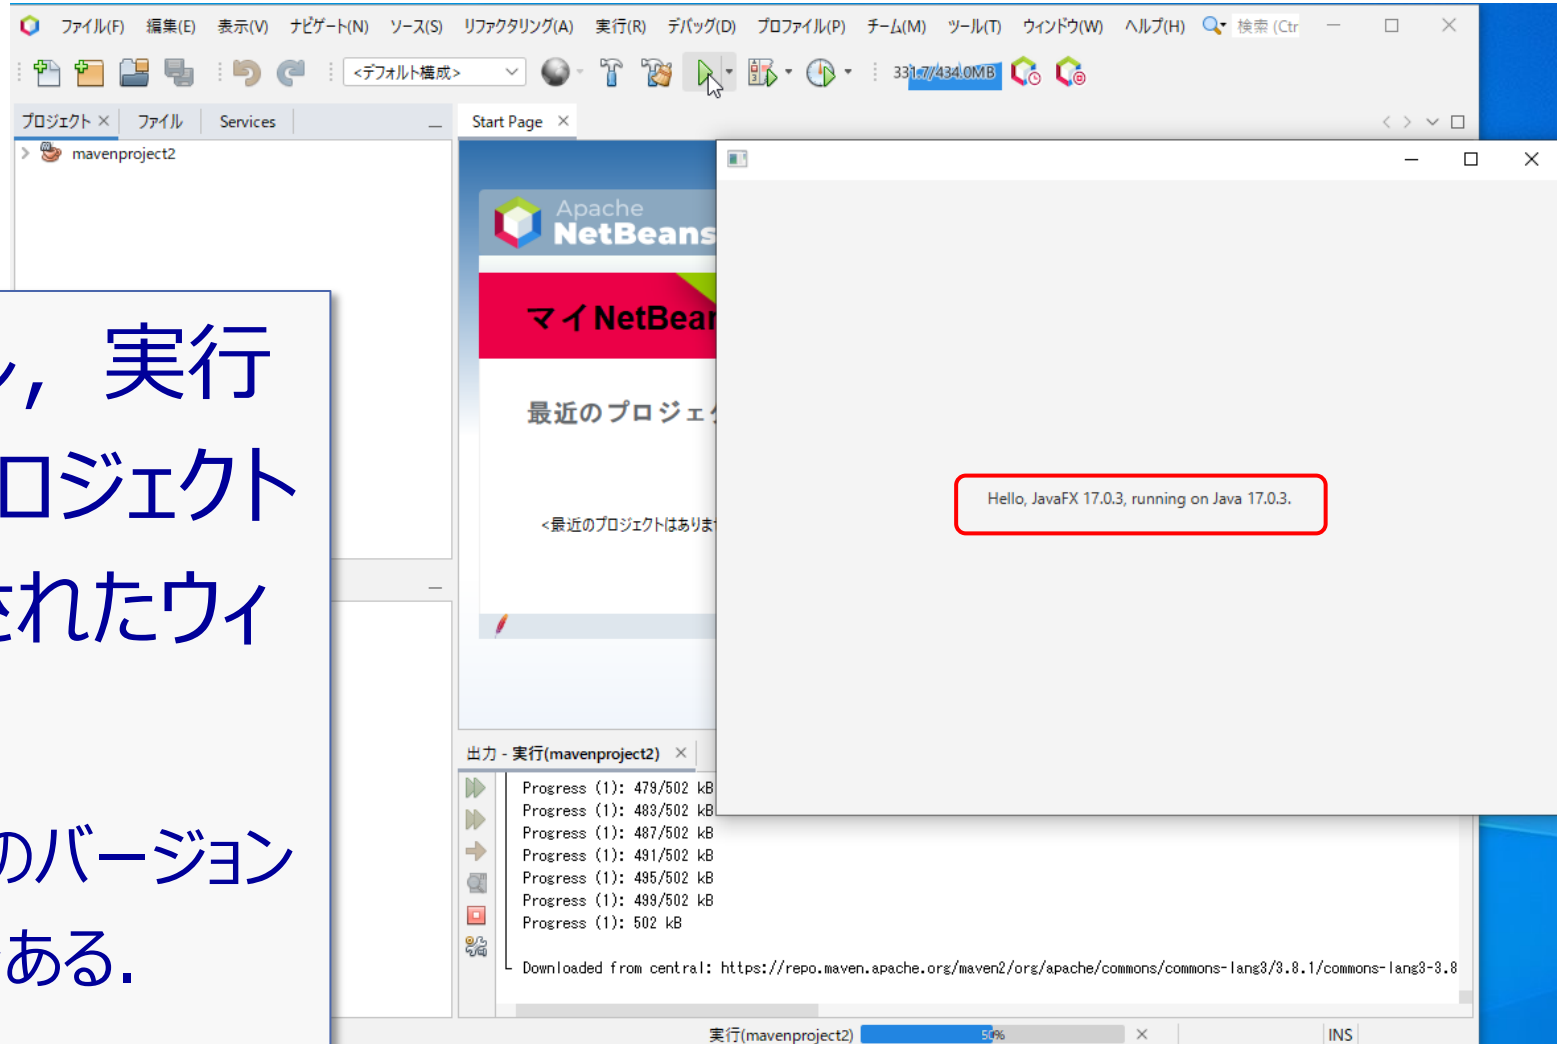 ファイル(F) 編集(E) 表示(V) ナビゲート(N) ソース(S) リファクタリング(A) 実行(R) デバッグ(D) プロファイル(P) チーム(M) ツール(T) ウィンドウ(W) ヘルプ(H) 検索 (Ctr
<デフォルト構成> 331.7/434.0MB
プロジェクト ファイル Services Start Page
mavenproject2
Apache
NetBeans
マイ NetBea
最近のプロジェ
<最近のプロジェクトはありま
Hello, JavaFX 17.0.3, running on Java 17.0.3.
, 実行
ロジェクト
されたウィ
のバージョン
ある.
出力 - 実行(mavenproject2)
Progress (1): 479/502 kB
Progress (1): 483/502 kB
Progress (1): 487/502 kB
Progress (1): 491/502 kB
Progress (1): 495/502 kB
Progress (1): 499/502 kB
Progress (1): 502 kB
Downloaded from central: https://repo.maven.apache.org/maven2/org/apache/commons/commons-lang3/3.8.1/commons-lang3-3.8
実行(mavenproject2) 50% INS